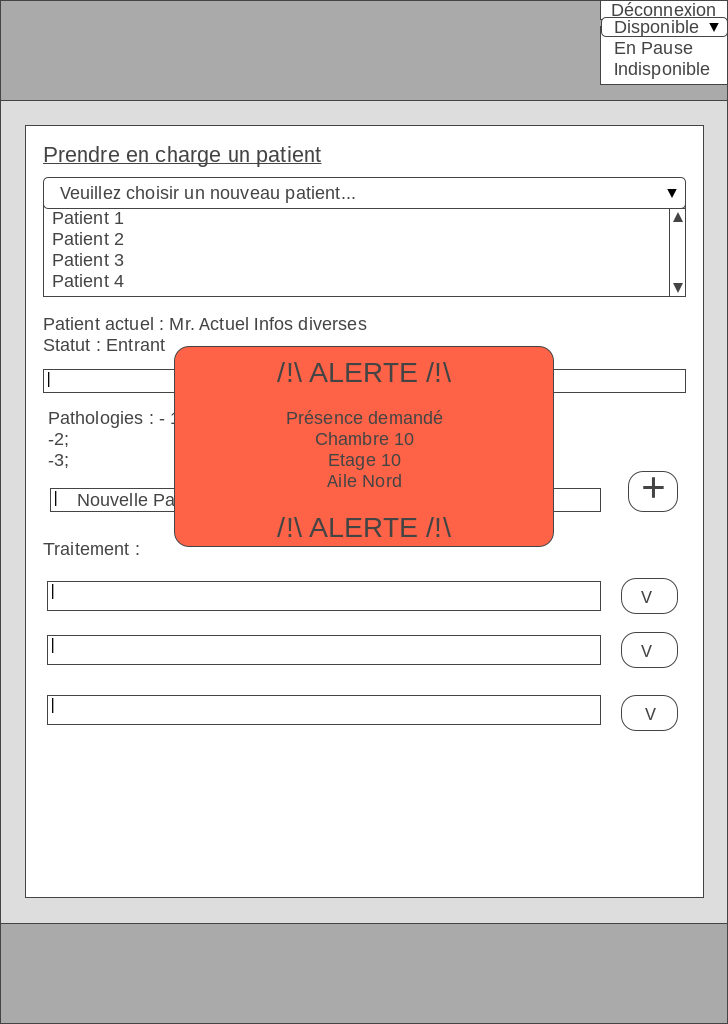 Déconnexion
Disponible ▼
En Pause
Indisponible
Prendre en charge un patient
Veuillez choisir un nouveau patient... ▼
Patient 1
Patient 2
Patient 3
Patient 4
Patient actuel : Mr. Actuel Infos diverses
Statut : Entrant
/!\ ALERTE /!\
Présence demandé
Chambre 10
Etage 10
Aile Nord
/!\ ALERTE /!\
Pathologies : - 1
-2;
-3;
Nouvelle Pa
+
Traitement :
V
V
V